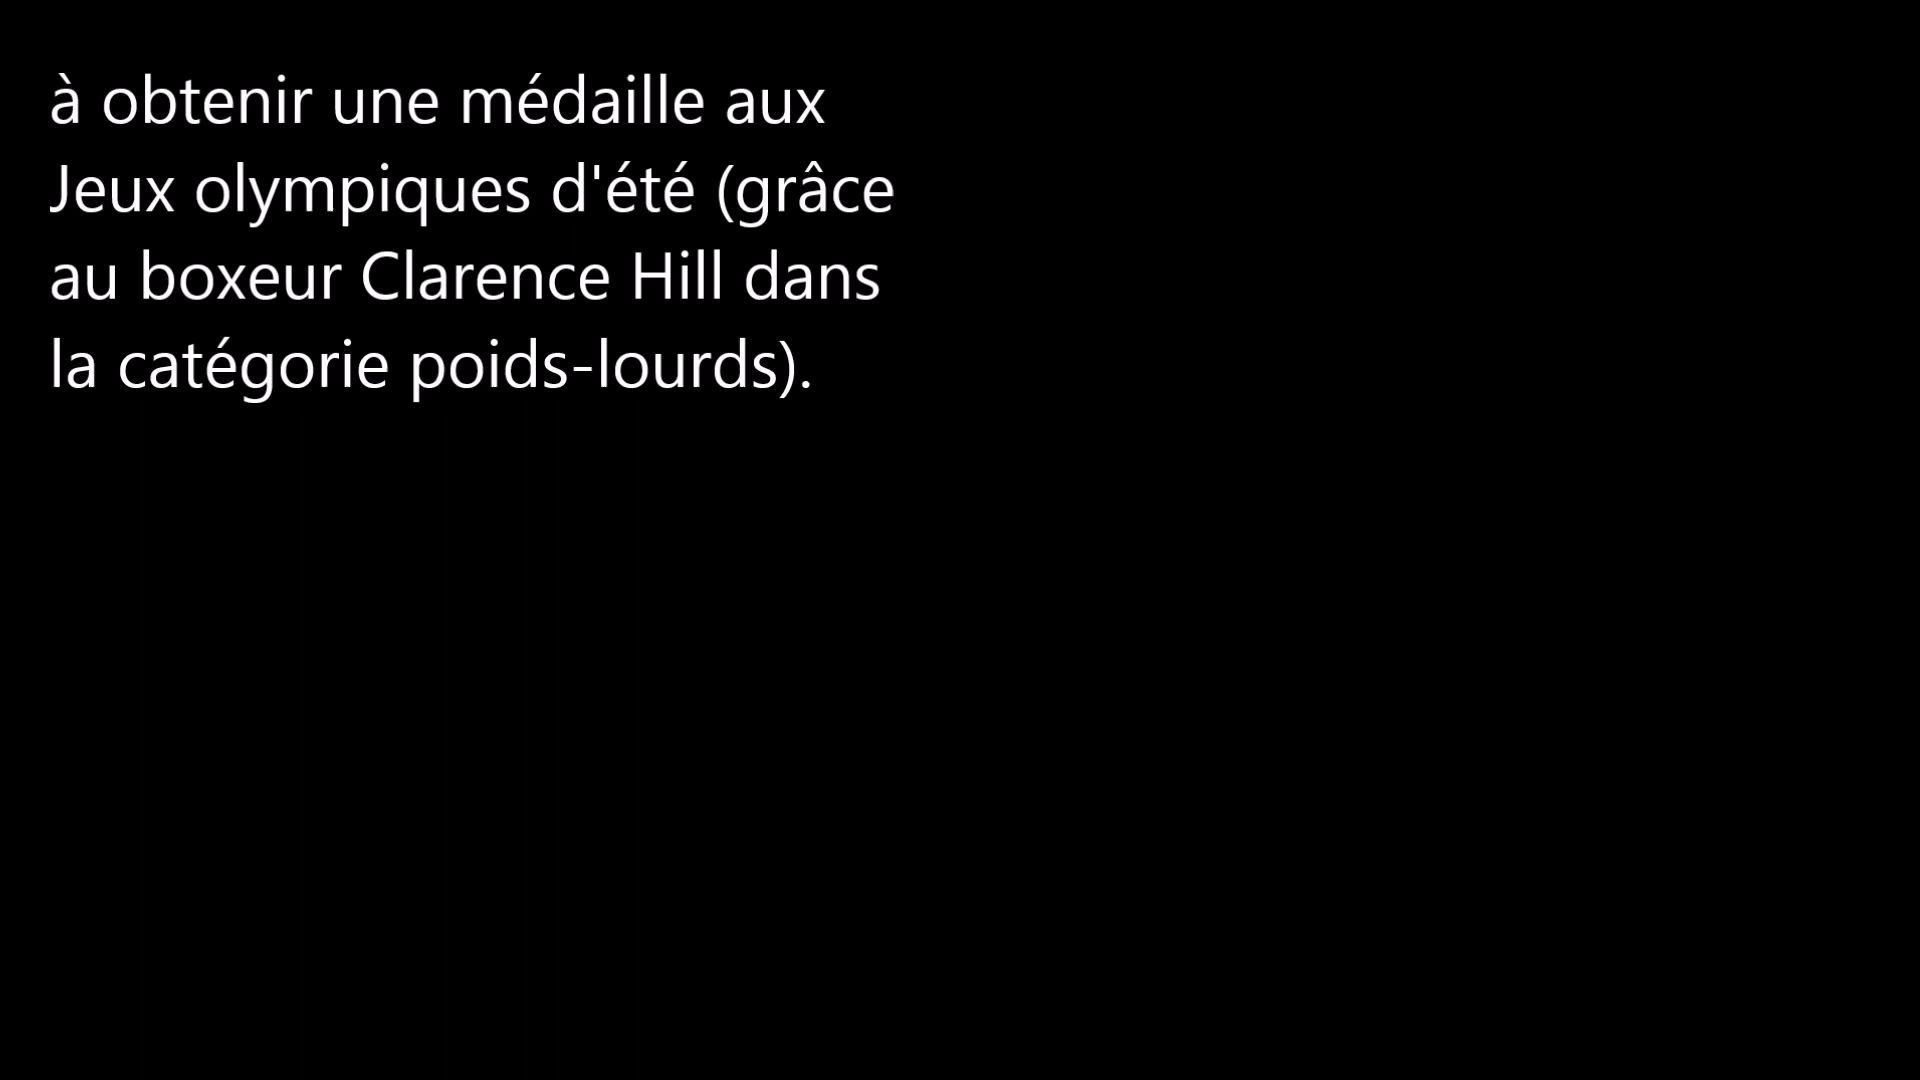 à obtenir une médaille aux
Jeux olympiques d'été (grâce
au boxeur Clarence Hill dans
la catégorie poids-lourds).